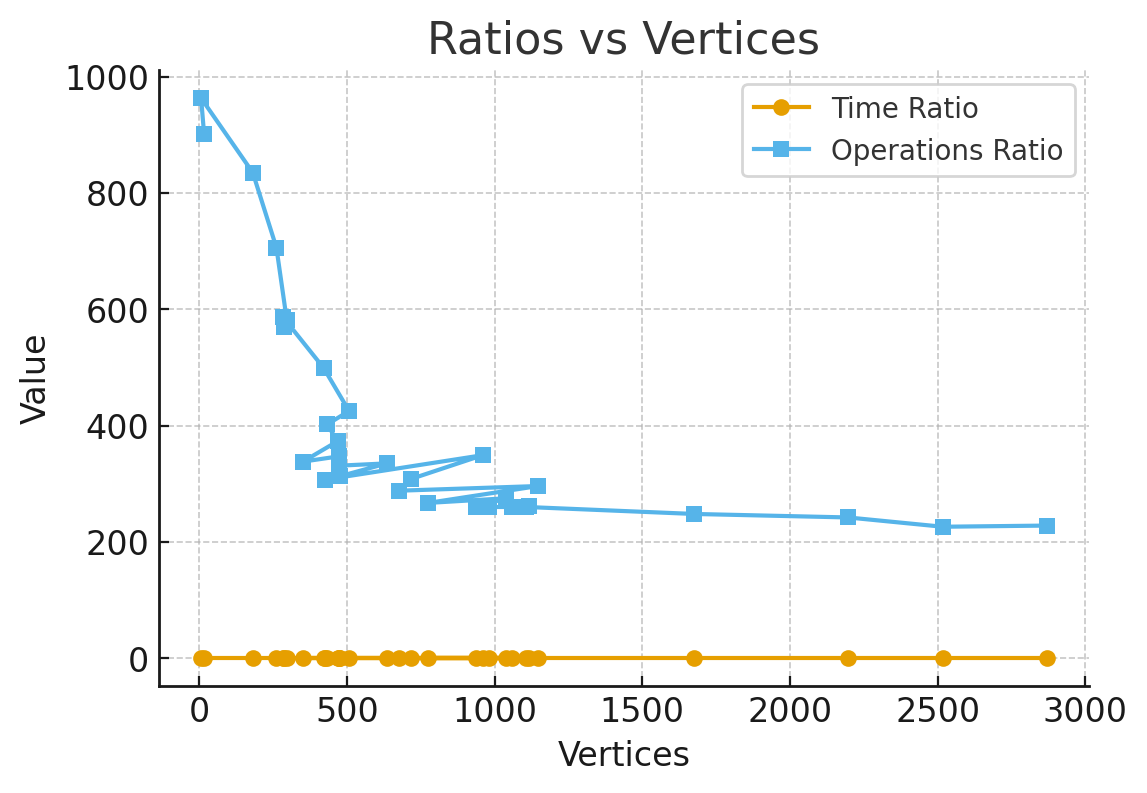 Ratios vs Vertices
Time Ratio
Operations Ratio
Value
1000
800
600
400
200
0
0 500 1000 1500 2000 2500 3000
Vertices